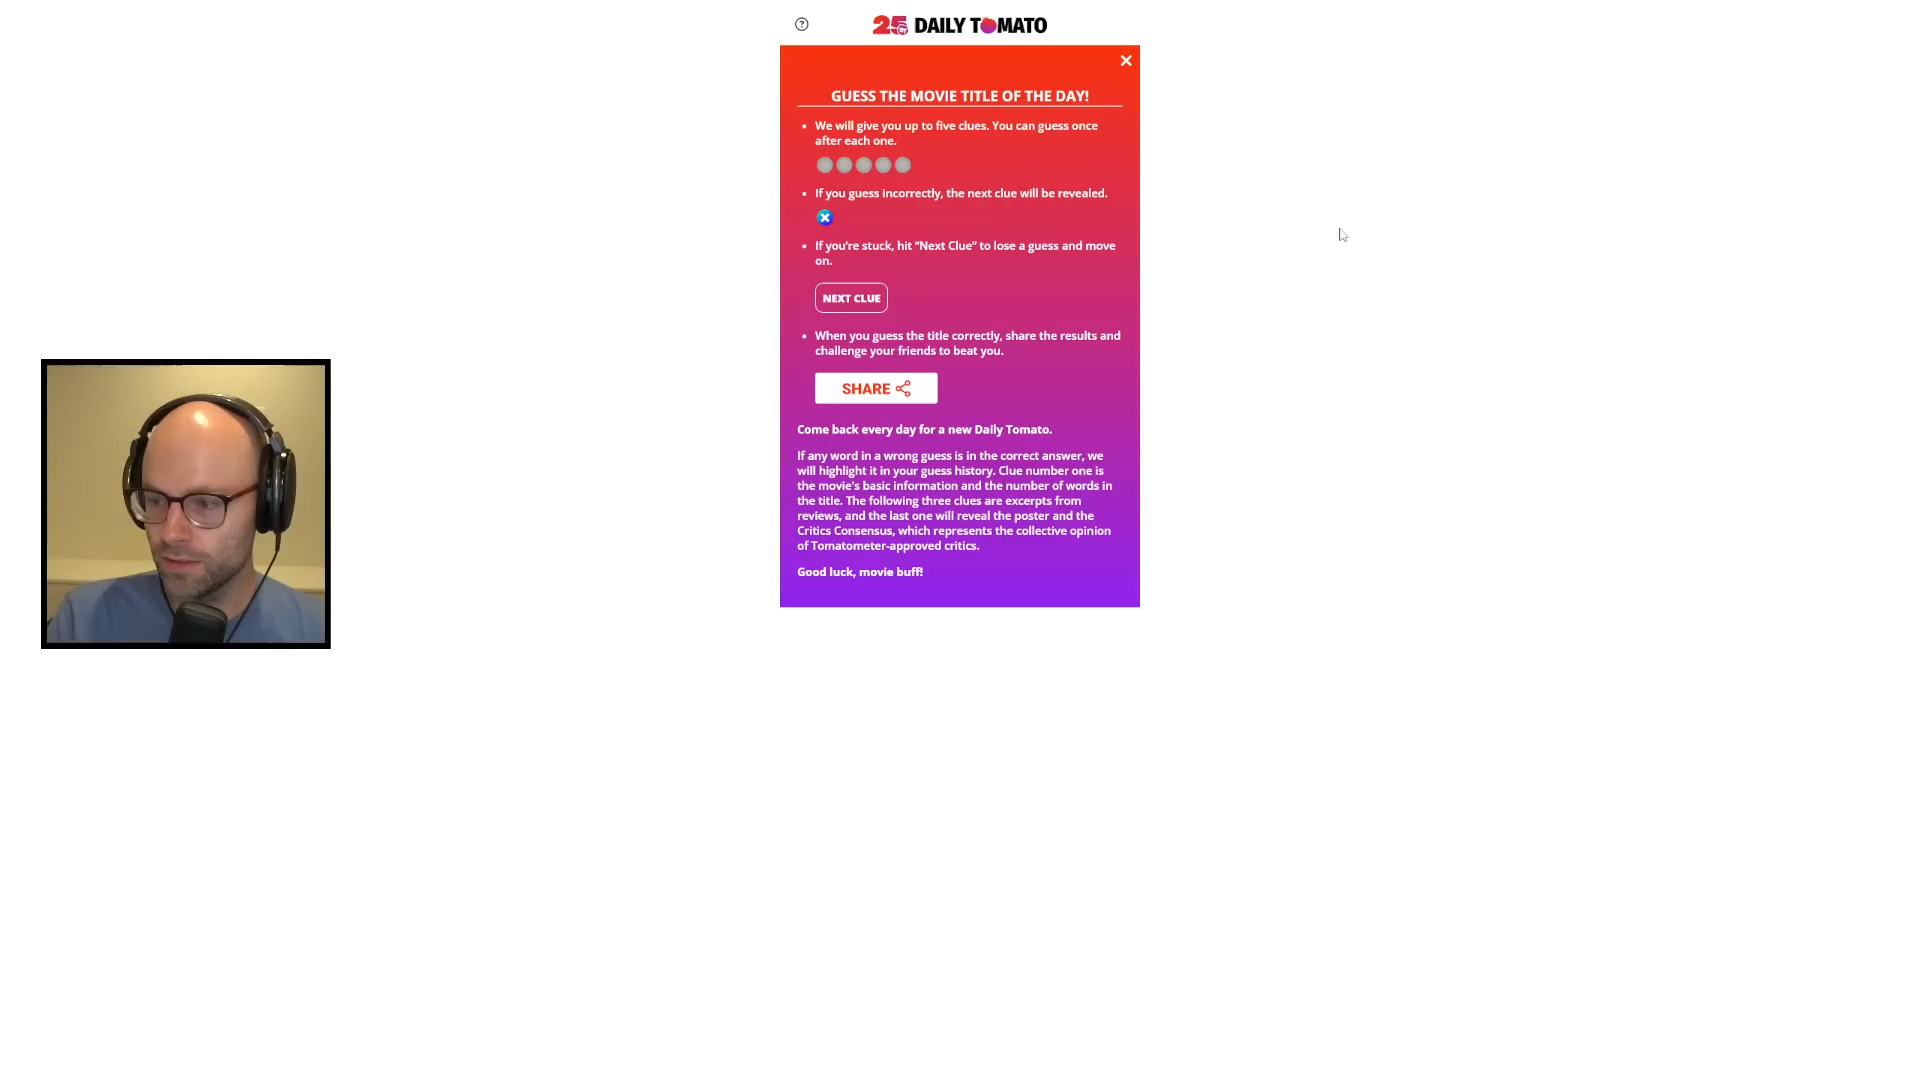 25 RT DAILY TOMATO
GUESS THE MOVIE TITLE OF THE DAY!
• We will give you up to five clues. You can guess once
after each one.
• If you guess incorrectly, the next clue will be revealed.
• If you're stuck, hit “Next Clue” to lose a guess and move
on.
NEXT CLUE
• When you guess the title correctly, share the results and
challenge your friends to beat you.
SHARE
Come back every day for a new Daily Tomato.
If any word in a wrong guess is in the correct answer, we
will highlight it in your guess history. Clue number one is
the movie's basic information and the number of words in
the title. The following three clues are excerpts from
reviews, and the last one will reveal the poster and the
Critics Consensus, which represents the collective opinion
of Tomatometer-approved critics.
Good luck, movie buff!